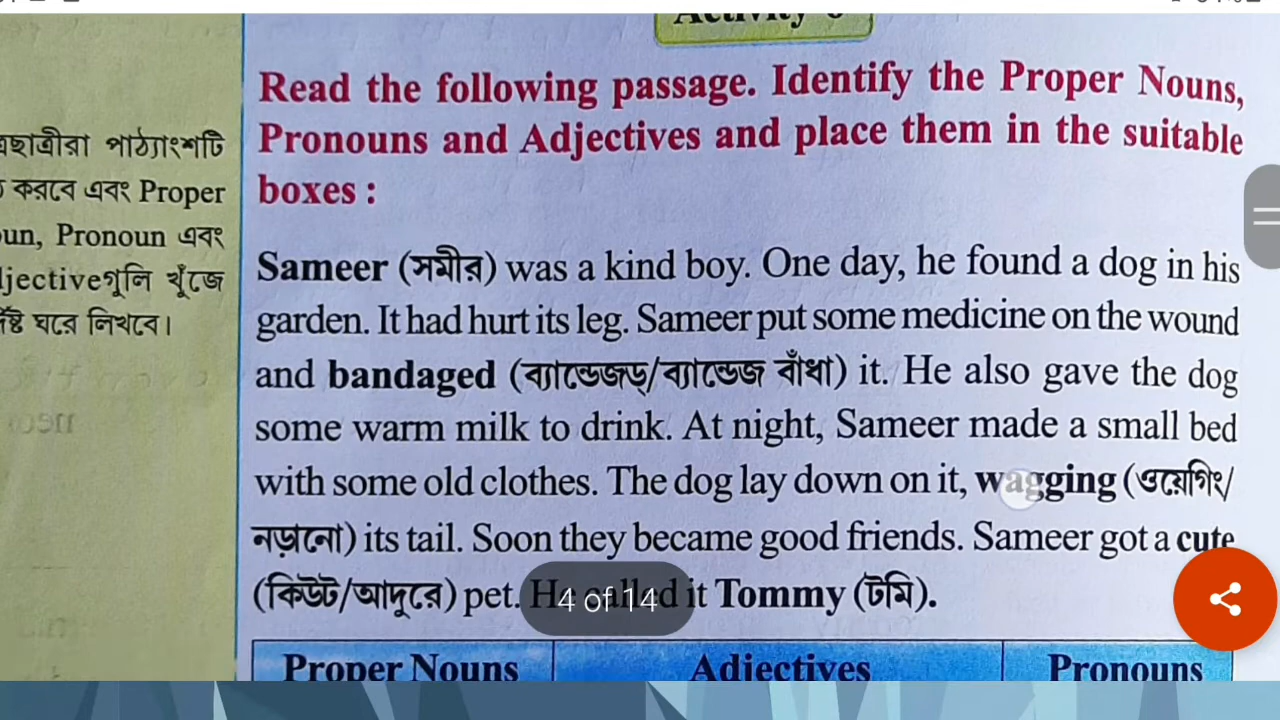 Read the following passage. Identify the Proper Nouns,
Pronouns and Adjectives and place them in the suitable
boxes :
ছাত্রীরা পাঠ্যাংশটি
করবে এবং Proper
un, Pronoun এবং
jectiveগুলি খুঁজে
ঘরে লিখবে।
Sameer (সমীর) was a kind boy. One day, he found a dog in his
garden. It had hurt its leg. Sameer put some medicine on the wound
and bandaged (ব্যান্ডেজড্/ব্যান্ডেজ বাঁধা) it. He also gave the dog
some warm milk to drink. At night, Sameer made a small bed
with some old clothes. The dog lay down on it, wagging (ওয়েগিং/
নড়ানো) its tail. Soon they became good friends. Sameer got a cute
(কিউট/আদুরে) pet. He called it Tommy (টমি).
4 of 14
Proper Nouns Adjectives Pronouns